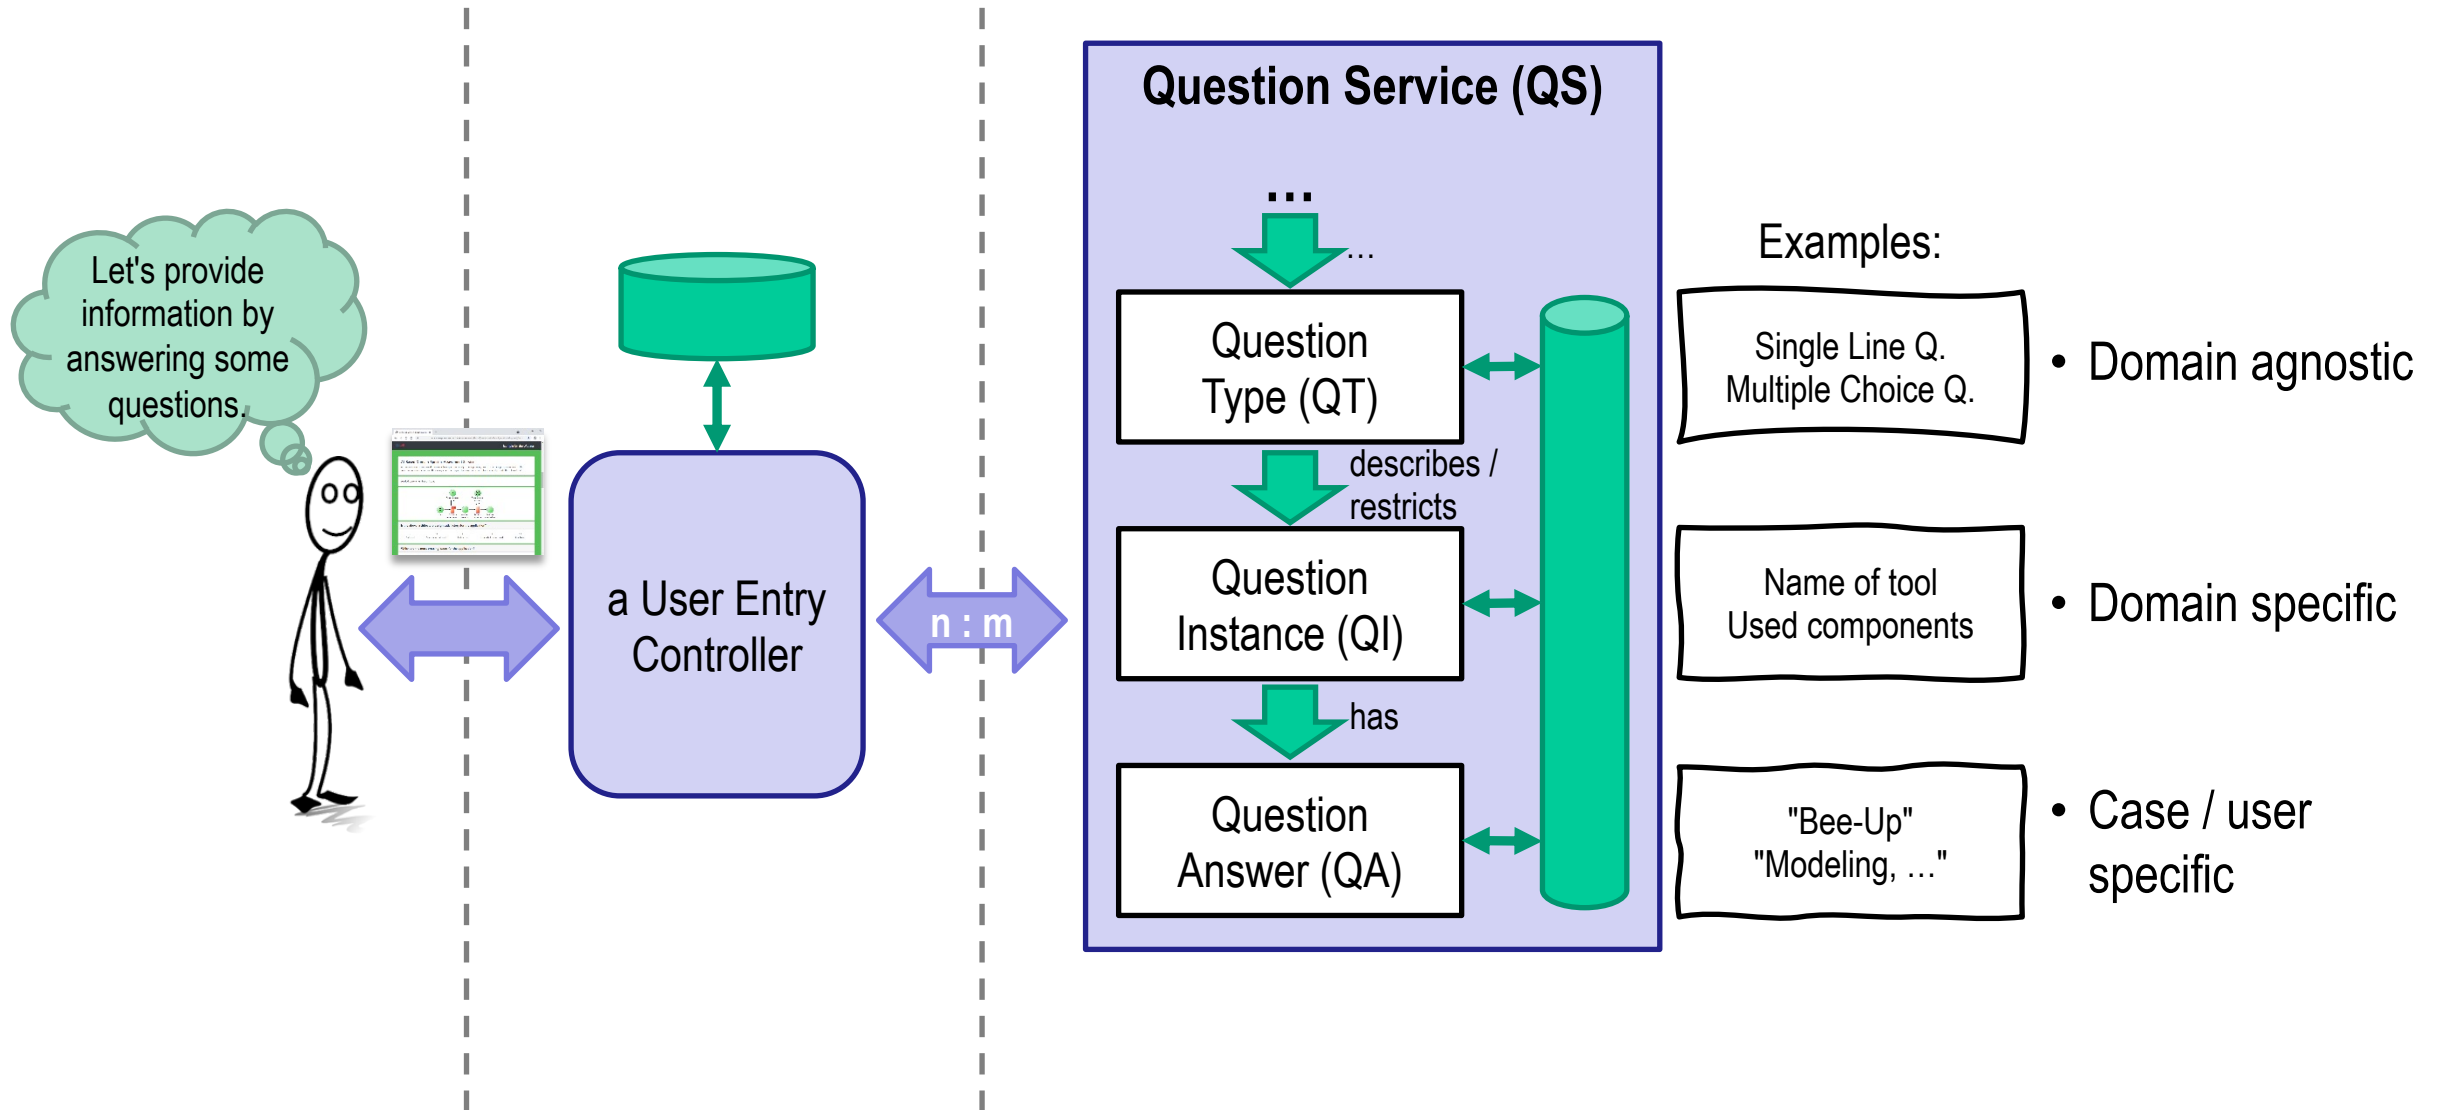 Question Service (QS)
...
...
Let's provide
information by
answering some
questions.
a User Entry
Controller
n : m
Question
Type (QT)
describes /
restricts
Question
Instance (QI)
has
Question
Answer (QA)
Examples:
Single Line Q.
Multiple Choice Q.
• Domain agnostic
Name of tool
Used components
• Domain specific
"Bee-Up"
"Modeling, ..."
• Case / user
specific